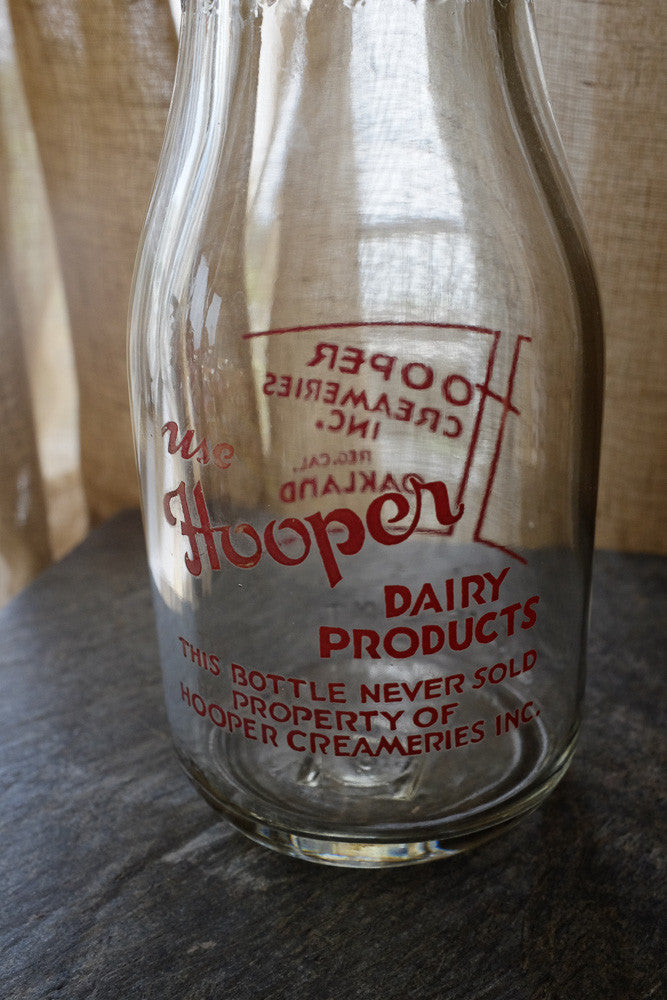 HOOPER
CREAMERIES
INC.
REG. CAL.
OAKLAND
use
Hooper
DAIRY
PRODUCTS
THIS BOTTLE NEVER SOLD
PROPERTY OF
HOOPER CREAMERIES INC.